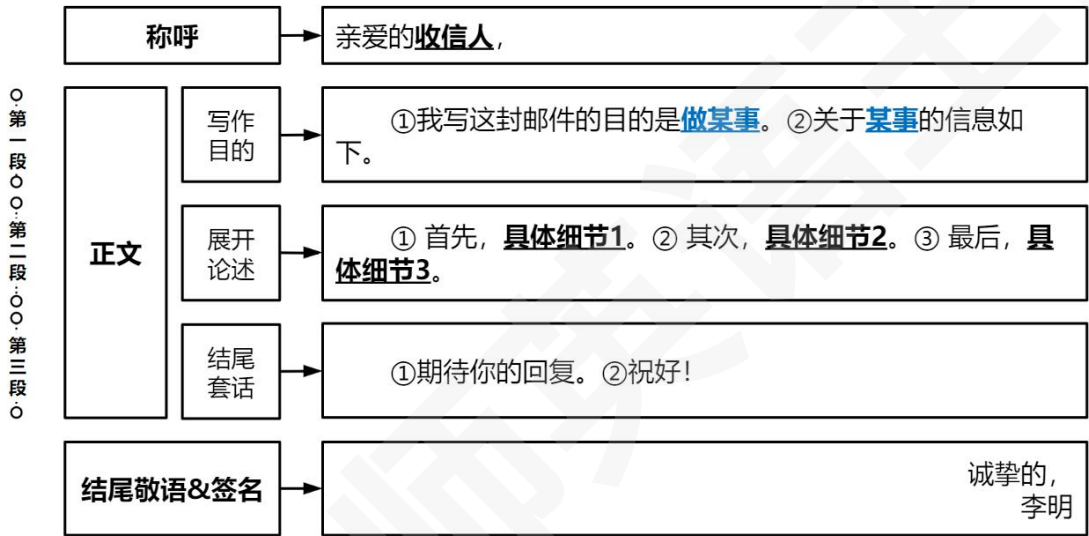 称呼
亲爱的收信人，
第一段
第二段
第三段
正文
写作
目的
①我写这封邮件的目的是做某事。②关于某事的信息如
下。
展开
论述
① 首先，具体细节1。② 其次，具体细节2。③ 最后，具
体细节3。
结尾
套话
①期待你的回复。②祝好！
结尾敬语&签名
诚挚的，
李明
师英语王